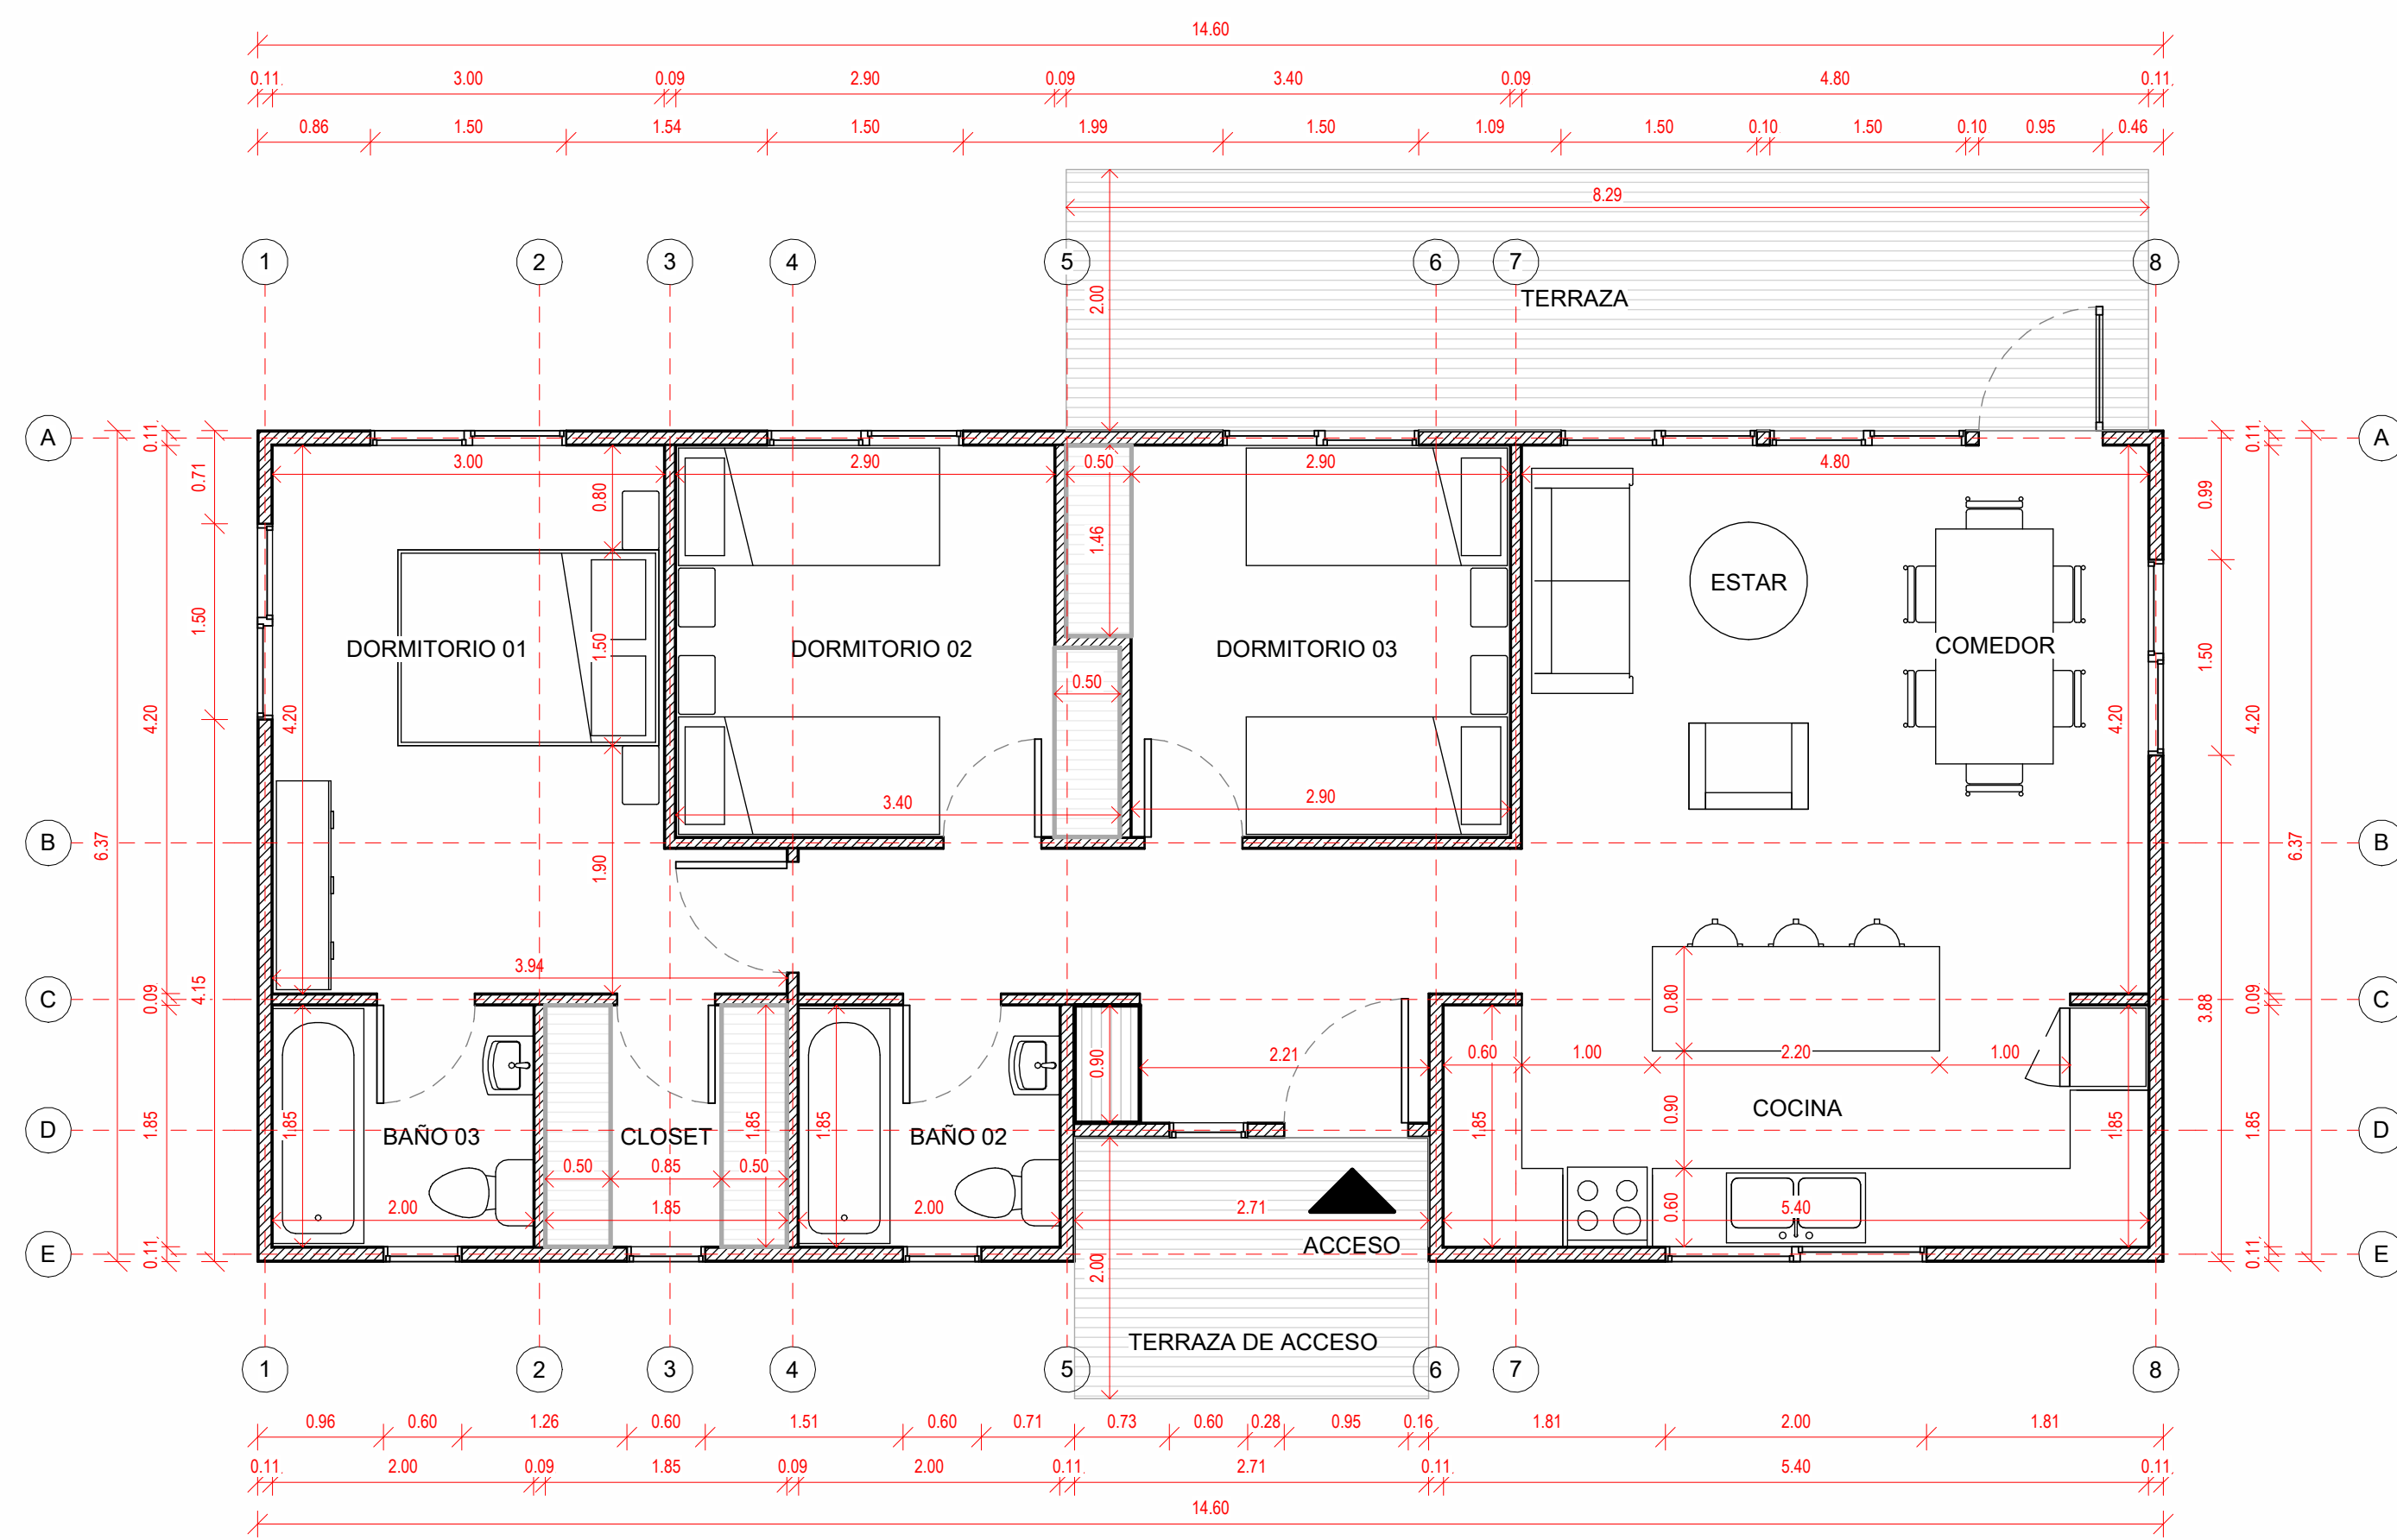 14.60
0.11 3.00 0.09 2.90 0.09 3.40 0.09 4.80 0.11
0.86 1.50 1.54 1.50 1.99 1.50 1.09 1.50 0.10 1.50 0.10 0.95 0.46
8.29
1 2 3 4 5 6 7 8
2.00
TERRAZA
A 0.11 0.11 A
3.00 2.90 0.50 2.90 4.80
0.71 0.80 1.46 0.99
ESTAR
1.50 1.50
DORMITORIO 01 DORMITORIO 02 DORMITORIO 03 COMEDOR
1.50 1.50
0.50
4.20 4.20 4.20 4.20
3.40 2.90
B 6.37 6.37 B
1.90
3.94
C 0.09 4.15 0.80 3.88 0.09 C
0.90 2.21 0.60 1.00 2.20 1.00
COCINA
D 1.85 1.85 1.85 1.85 1.85 0.90 1.85 1.85 D
BAÑO 03 CLOSET BAÑO 02
0.50 0.85 0.50
2.00 1.85 2.00 2.71 0.60 5.40
ACCESO
E 0.11 2.00 0.11 E
TERRAZA DE ACCESO
1 2 3 4 5 6 7 8
0.96 0.60 1.26 0.60 1.51 0.60 0.71 0.73 0.60 0.28 0.95 0.16 1.81 2.00 1.81
0.11 2.00 0.09 1.85 0.09 2.00 0.11 2.71 0.11 5.40 0.11
14.60